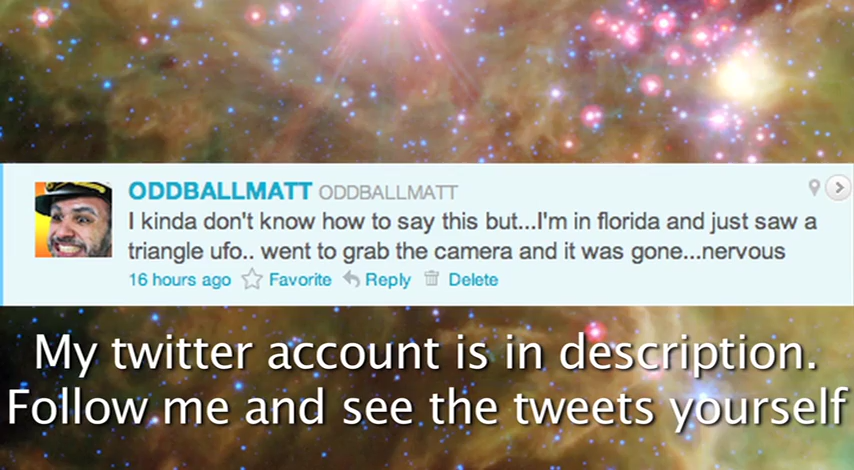 ODDBALLMATT ODDBALLMATT
I kinda don't know how to say this but...I'm in florida and just saw a
triangle ufo.. went to grab the camera and it was gone...nervous
16 hours ago Favorite Reply Delete
My twitter account is in description.
Follow me and see the tweets yourself